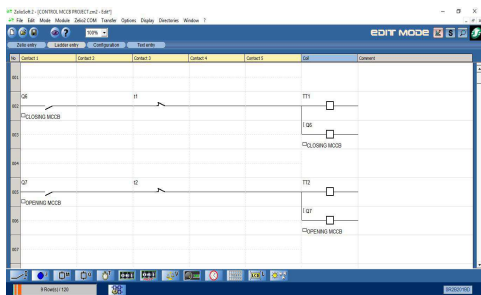 ZelioSoft 2 - [CONTROL MCCB PROJECT.zm2 - Edit*]
File Edit Mode Module Zelio2 COM Transfer Options Display Directories Window ?
100%
EDIT MODE
Zelio entry Ladder entry Configuration Text entry
No Contact 1 Contact 2 Contact 3 Contact 4 Contact 5 Coil Comment
001
Q6 t1 TT1
002
CLOSING MCCB
[ Q6
003
CLOSING MCCB
004
Q7 t2 TT2
005
OPENING MCCB
[ Q7
006
OPENING MCCB
007